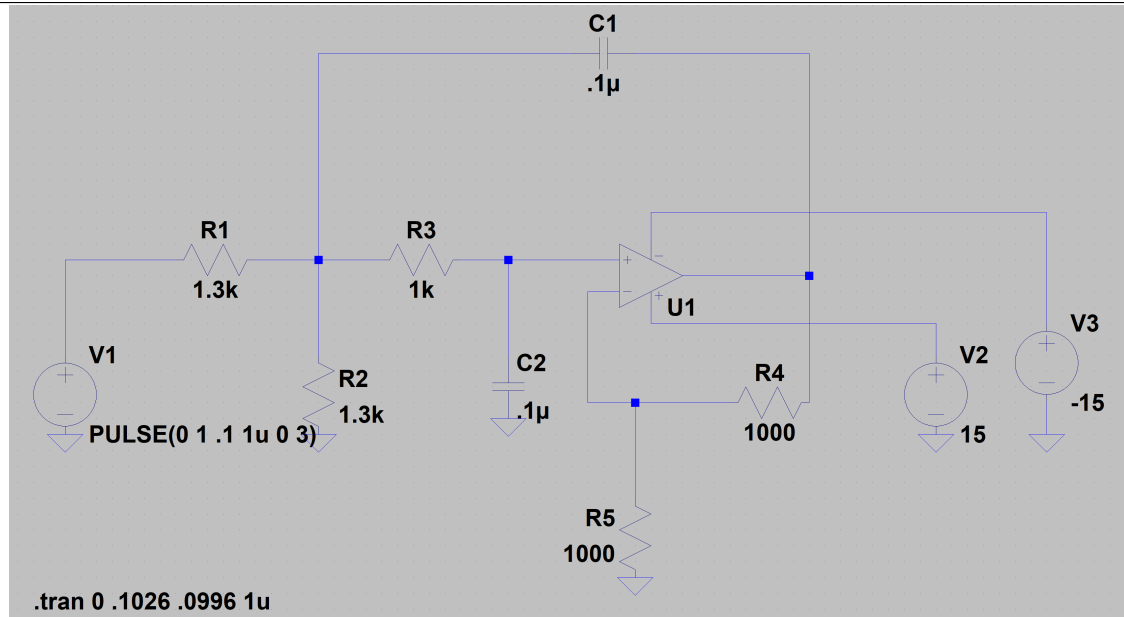 C1
.1µ
R1
1.3k
R3
1k
+
−
−
+
U1
V1
+
−
R2
1.3k
PULSE(0 1 .1 1u 0 3)
C2
.1µ
R4
1000
V2
+
−
15
V3
+
−
-15
R5
1000
.tran 0 .1026 .0996 1u